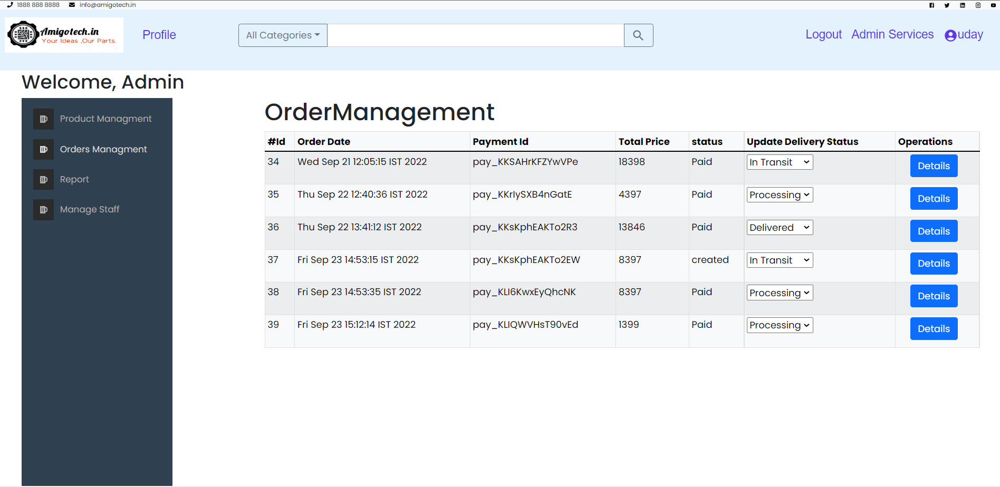 1888 888 8888 info@amigotech.in
Amigotech.in
Your Ideas ,Our Parts.
Profile
All Categories
Logout Admin Services uday
Welcome, Admin
Product Managment
Orders Managment
Report
Manage Staff
OrderManagement
#Id Order Date Payment Id Total Price status Update Delivery Status Operations
34 Wed Sep 21 12:05:15 IST 2022 pay_KKSAHrKFZYwVPe 18398 Paid In Transit Details
35 Thu Sep 22 12:40:36 IST 2022 pay_KKrIySXB4nGatE 4397 Paid Processing Details
36 Thu Sep 22 13:41:12 IST 2022 pay_KKsKphEAKTo2R3 13846 Paid Delivered Details
37 Fri Sep 23 14:53:15 IST 2022 pay_KKsKphEAKTo2EW 8397 created In Transit Details
38 Fri Sep 23 14:53:35 IST 2022 pay_KLI6KwxEyQhcNK 8397 Paid Processing Details
39 Fri Sep 23 15:12:14 IST 2022 pay_KLIQWVHsT90vEd 1399 Paid Processing Details